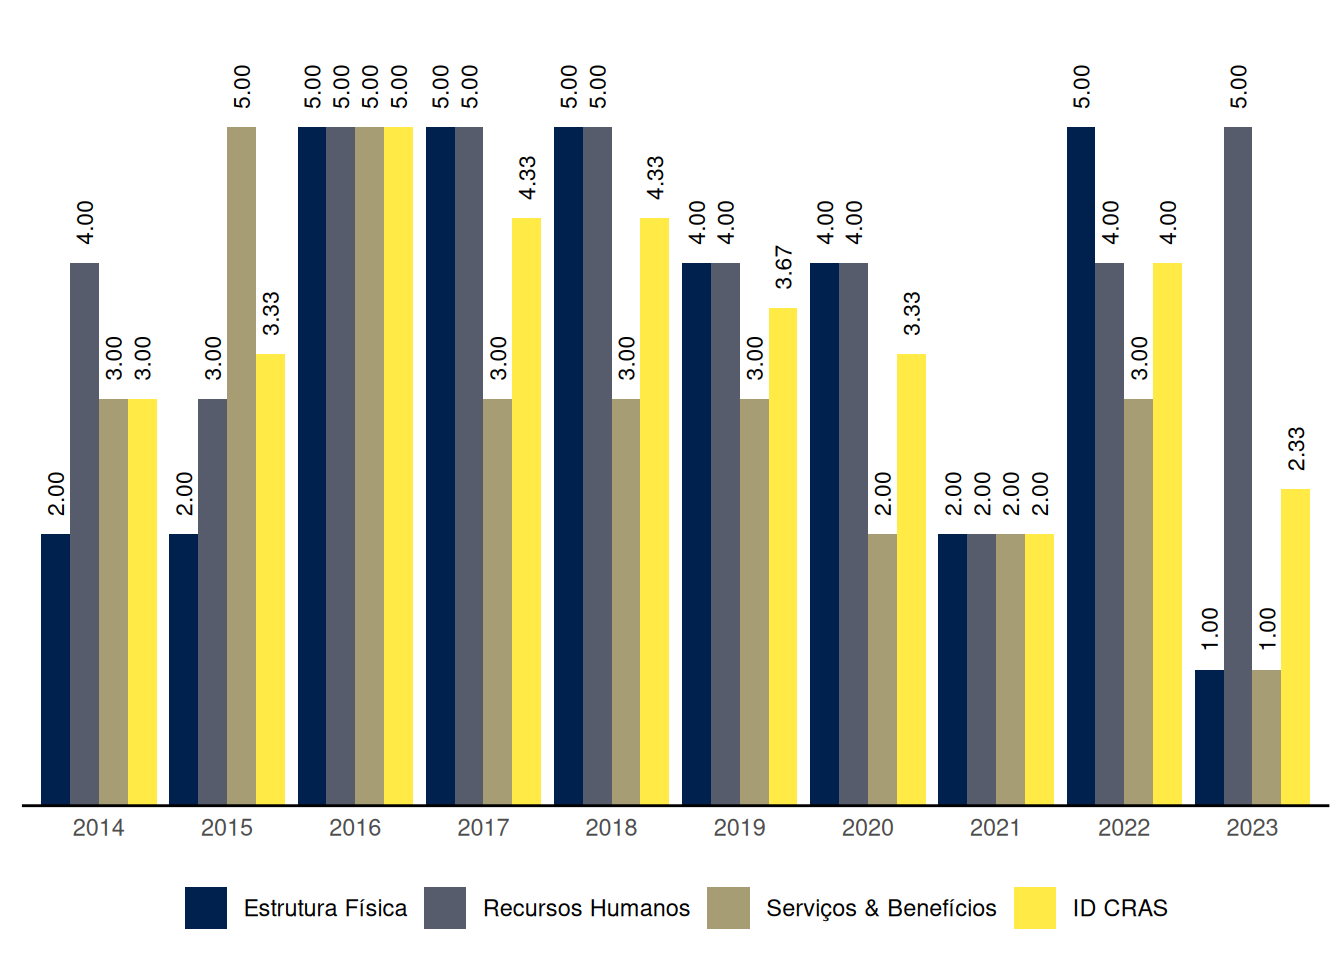 2.00 4.00 3.00 3.00
2.00 3.00 5.00 3.33
5.00 5.00 5.00 5.00
5.00 5.00 3.00 4.33
5.00 5.00 3.00 4.33
4.00 4.00 3.00 3.67
4.00 4.00 2.00 3.33
2.00 2.00 2.00 2.00
5.00 4.00 3.00 4.00
1.00 5.00 1.00 2.33
2014 2015 2016 2017 2018 2019 2020 2021 2022 2023
Estrutura Física Recursos Humanos Serviços & Benefícios ID CRAS